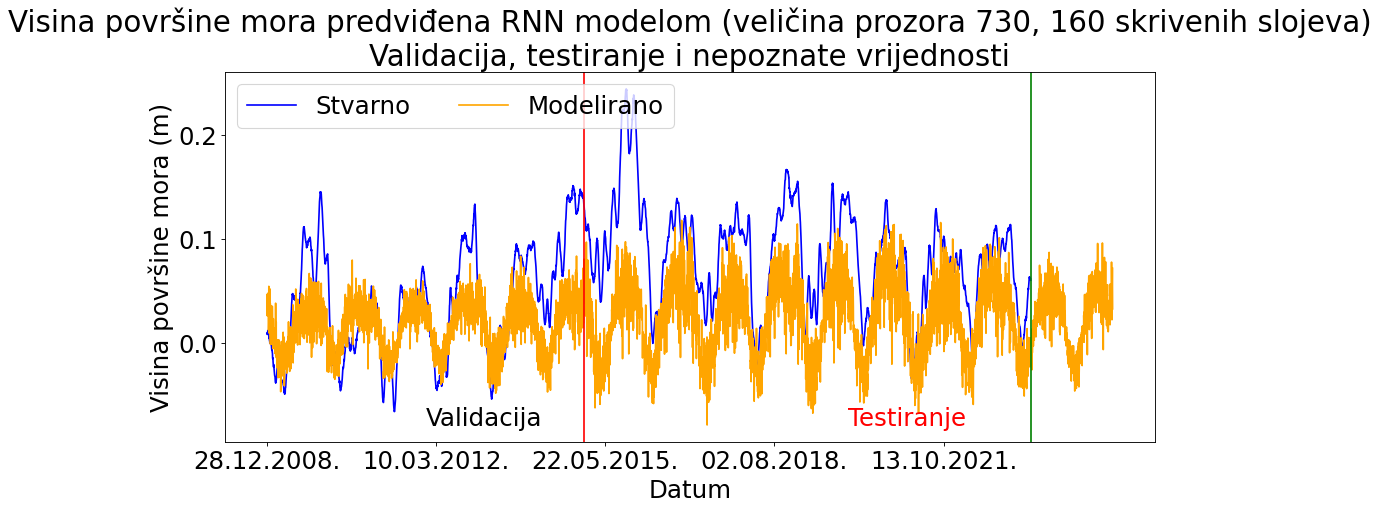 Visina površine mora predviđena RNN modelom (veličina prozora 730, 160 skrivenih slojeva)
Validacija, testiranje i nepoznate vrijednosti
Stvarno
Modelirano
Visina površine mora (m)
0.2
0.1
0.0
Validacija
Testiranje
28.12.2008.
10.03.2012.
22.05.2015.
02.08.2018.
13.10.2021.
Datum